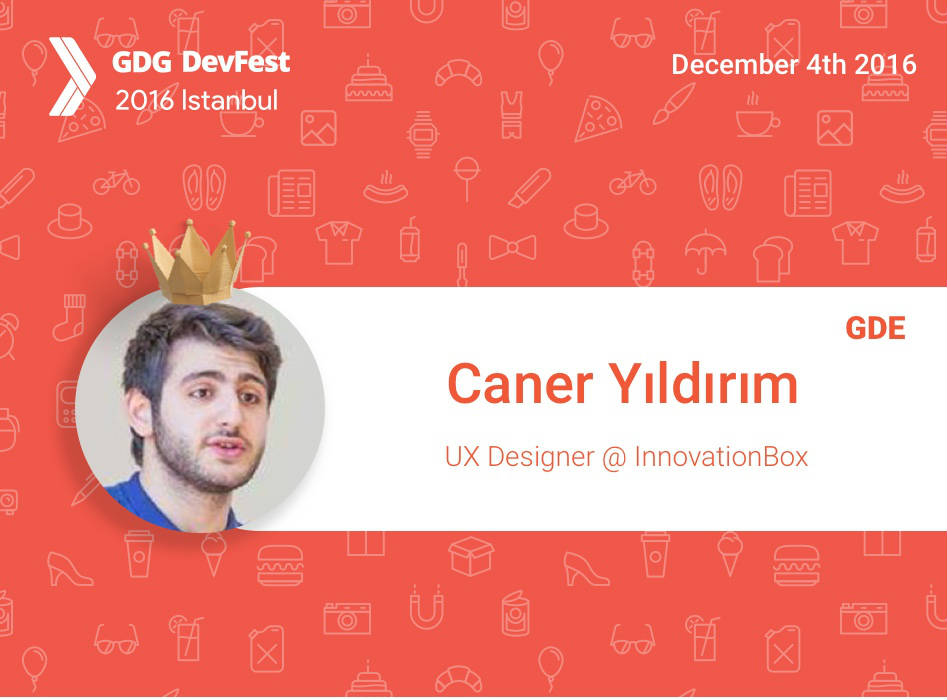 GDG DevFest
2016 Istanbul
December 4th 2016
GDE
Caner Yıldırım
UX Designer @ InnovationBox